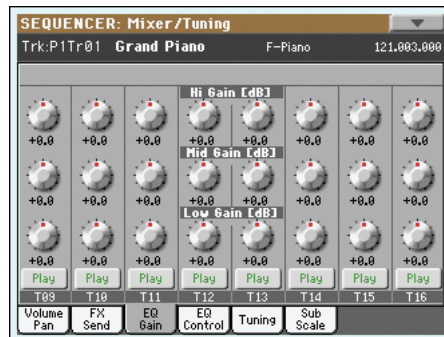 SEQUENCER: Mixer/Tuning
Trk:P1Tr01 Grand Piano F-Piano 121.003.000
Hi Gain [dB]
+0.0 +0.0 +0.0 +0.0 +0.0 +0.0 +0.0 +0.0
Mid Gain [dB]
+0.0 +0.0 +0.0 +0.0 +0.0 +0.0 +0.0 +0.0
Low Gain [dB]
+0.0 +0.0 +0.0 +0.0 +0.0 +0.0 +0.0 +0.0
Play Play Play Play Play Play Play Play
T09 T10 T11 T12 T13 T14 T15 T16
Volume Pan FX Send EQ Gain EQ Control Tuning Sub Scale